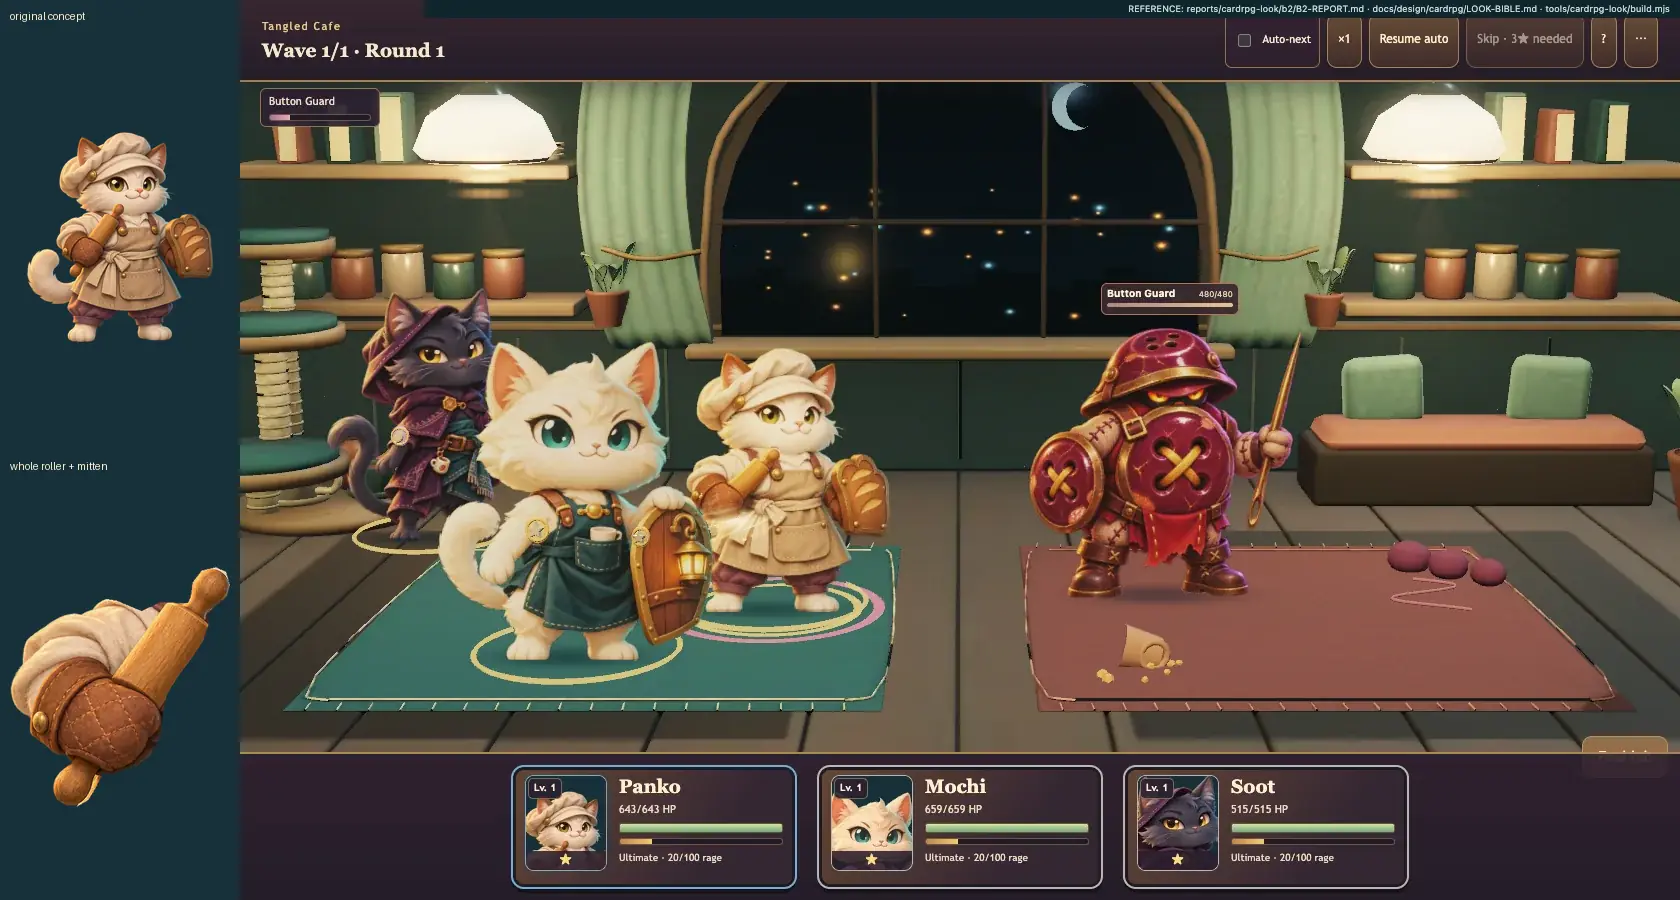 original concept
REFERENCE: reports/cardrpg-look/b2/B2-REPORT.md · docs/design/cardrpg/LOOK-BIBLE.md · tools/cardrpg-look/build.mjs
Tangled Cafe
Wave 1/1 · Round 1
Auto-next
×1
Resume auto
Skip · 3★ needed
?
...
Button Guard
Button Guard 480/480
whole roller + mitten
Lv. 1
Panko
643/643 HP
Ultimate · 20/100 rage
Lv. 1
Mochi
659/659 HP
Ultimate · 20/100 rage
Lv. 1
Soot
515/515 HP
Ultimate · 20/100 rage